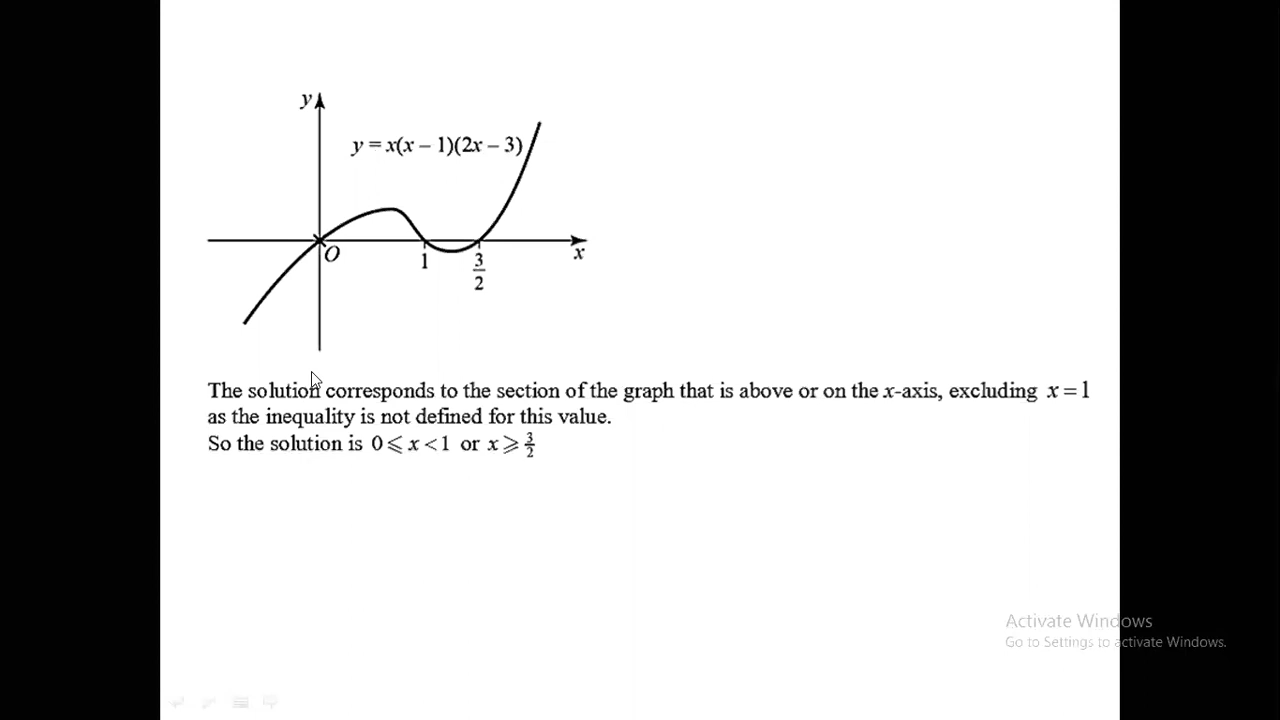 y
y = x(x – 1)(2x – 3)
O
1
3
2
x
The solution corresponds to the section of the graph that is above or on the x-axis, excluding x = 1
as the inequality is not defined for this value.
So the solution is 0 ⩽ x < 1 or x ⩾ 3/2
Activate Windows
Go to Settings to activate Windows.